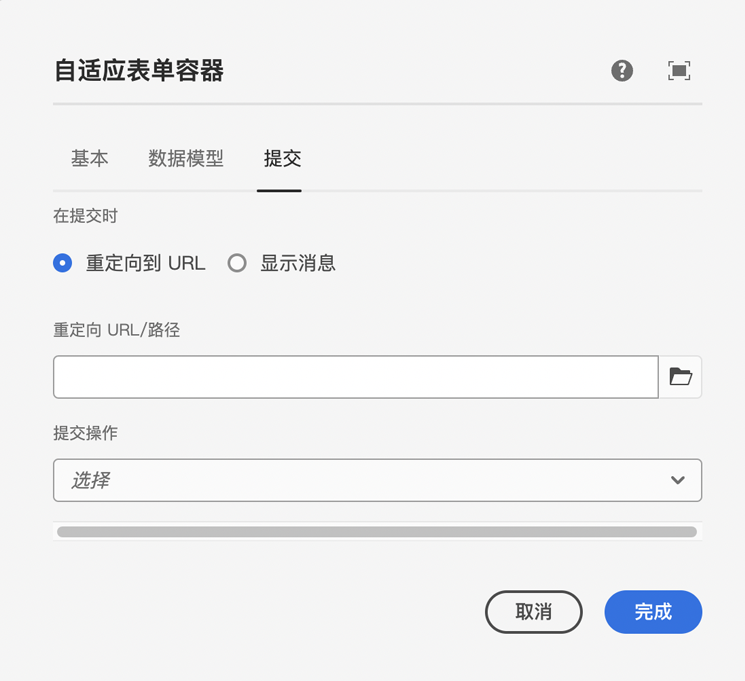 自适应表单容器
基本 数据模型 提交
在提交时
重定向到 URL 显示消息
重定向 URL/路径
提交操作
选择
取消 完成